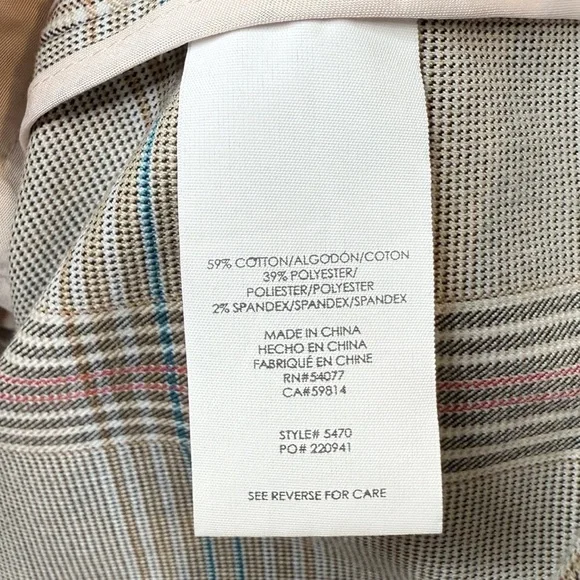 59% COTTON/ALGODÓN/COTON
39% POLYESTER/
POLIESTER/POLYESTER
2% SPANDEX/SPANDEX/SPANDEX
MADE IN CHINA
HECHO EN CHINA
FABRIQUÉ EN CHINE
RN#54077
CA#59814
STYLE# 5470
PO# 220941
SEE REVERSE FOR CARE